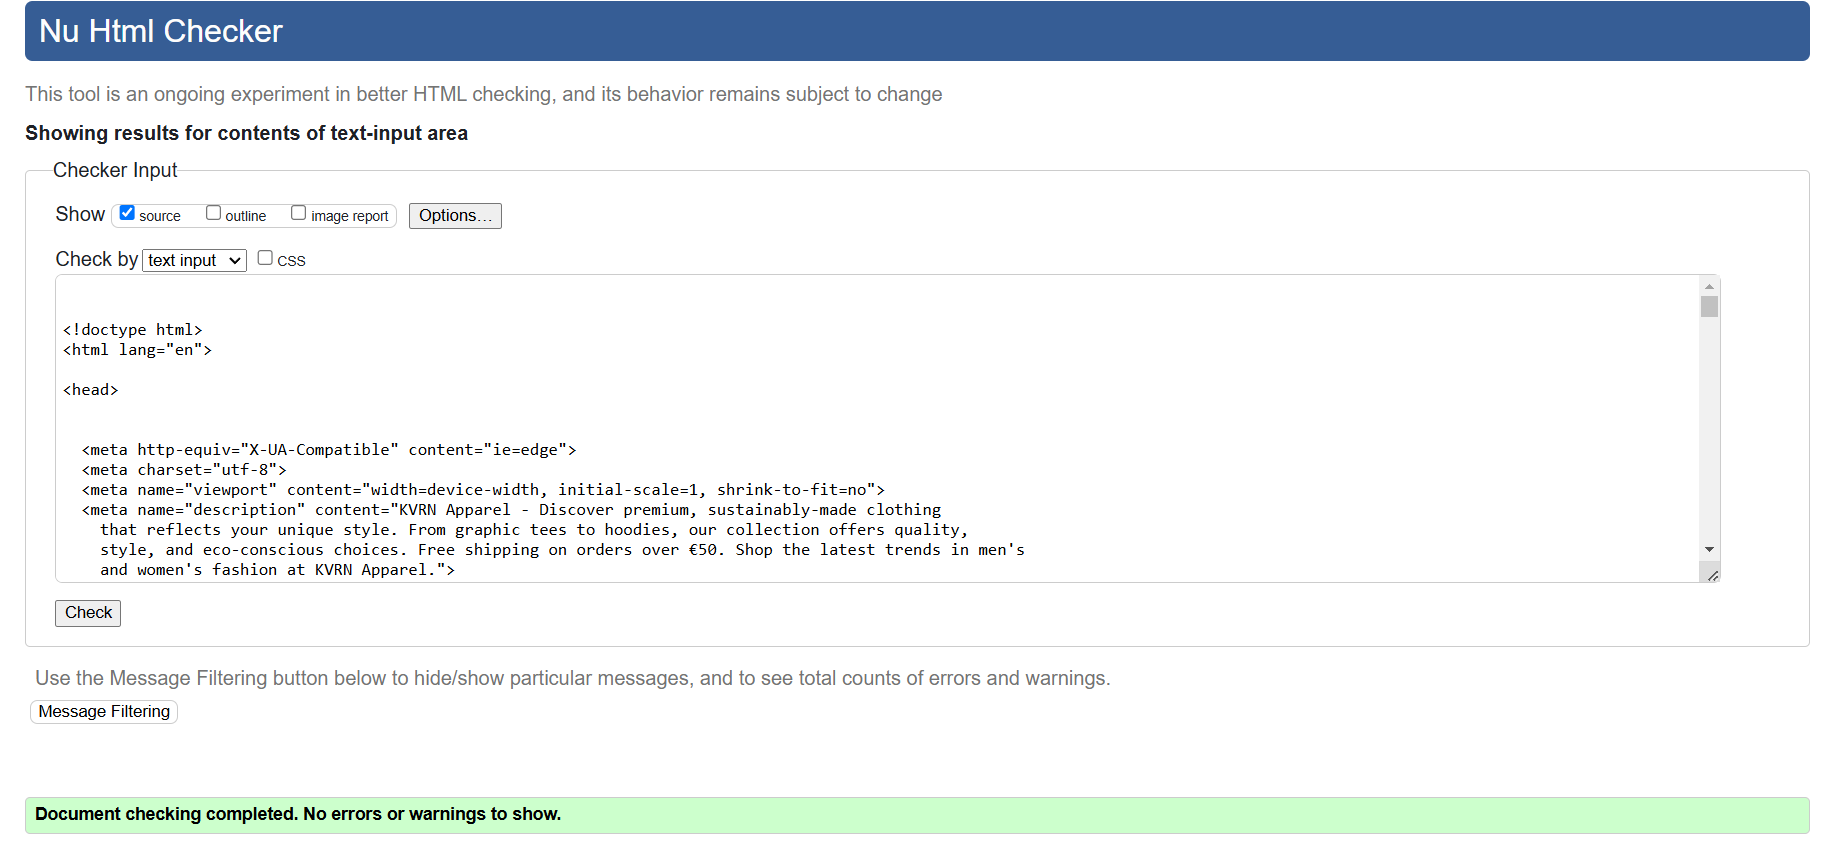 Nu Html Checker
This tool is an ongoing experiment in better HTML checking, and its behavior remains subject to change
Showing results for contents of text-input area
Checker Input
Show source outline image report Options...
Check by text input CSS
<!doctype html>
<html lang="en">
<head>
<meta http-equiv="X-UA-Compatible" content="ie=edge">
<meta charset="utf-8">
<meta name="viewport" content="width=device-width, initial-scale=1, shrink-to-fit=no">
<meta name="description" content="KVRN Apparel - Discover premium, sustainably-made clothing
that reflects your unique style. From graphic tees to hoodies, our collection offers quality,
style, and eco-conscious choices. Free shipping on orders over €50. Shop the latest trends in men's
and women's fashion at KVRN Apparel.">
Check
Use the Message Filtering button below to hide/show particular messages, and to see total counts of errors and warnings.
Message Filtering
Document checking completed. No errors or warnings to show.